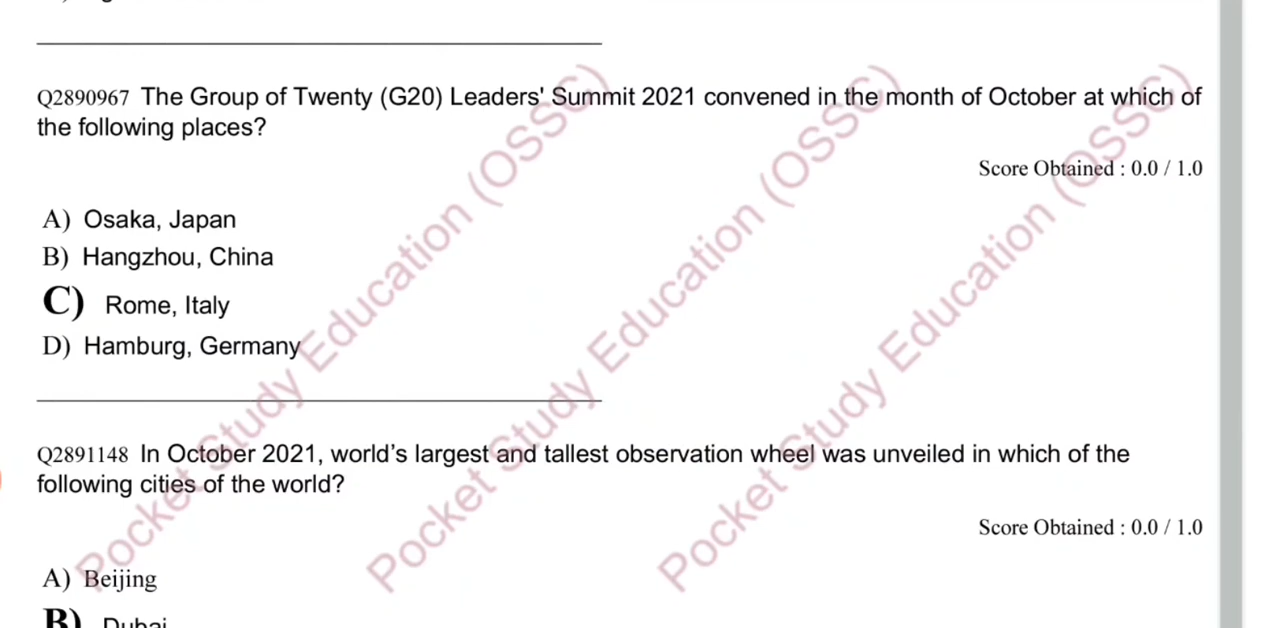 Q2890967 The Group of Twenty (G20) Leaders' Summit 2021 convened in the month of October at which of
the following places?
Score Obtained : 0.0 / 1.0
A) Osaka, Japan
B) Hangzhou, China
C) Rome, Italy
D) Hamburg, Germany
Q2891148 In October 2021, world’s largest and tallest observation wheel was unveiled in which of the
following cities of the world?
Score Obtained : 0.0 / 1.0
A) Beijing
B) Dubai
Pocket Study Education (OSSC)
Pocket Study Education (OSSC)
Pocket Study Education (OSSC)